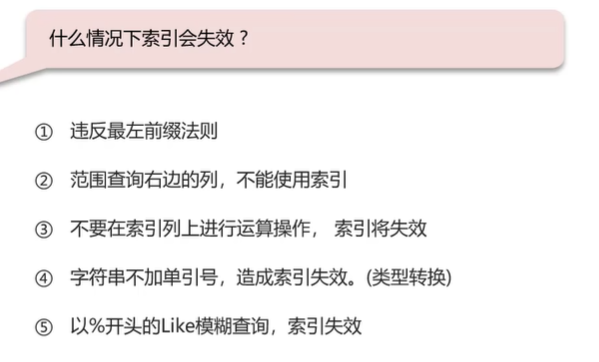 什么情况下索引会失效？
① 违反最左前缀法则
② 范围查询右边的列，不能使用索引
③ 不要在索引列上进行运算操作， 索引将失效
④ 字符串不加单引号，造成索引失效。(类型转换)
⑤ 以%开头的Like模糊查询，索引失效